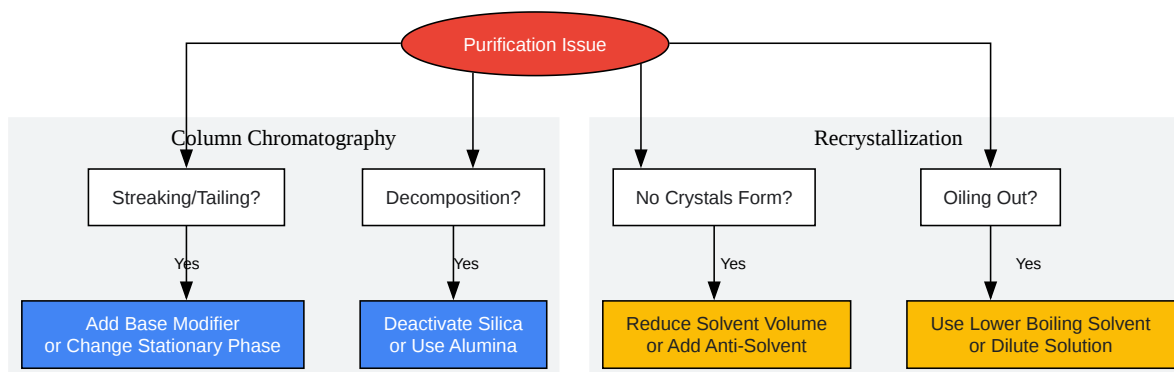 Purification Issue
Column Chromatography
Recrystallization
Streaking/Tailing?
Decomposition?
No Crystals Form?
Oiling Out?
Yes
Yes
Yes
Yes
Add Base Modifier
or Change Stationary Phase
Deactivate Silica
or Use Alumina
Reduce Solvent Volume
or Add Anti-Solvent
Use Lower Boiling Solvent
or Dilute Solution